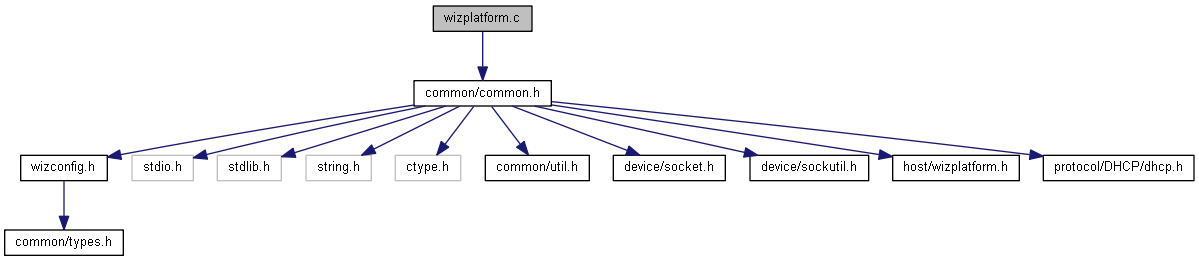 wizplatform.c
common/common.h
wizconfig.h
stdio.h
stdlib.h
string.h
ctype.h
common/util.h
device/socket.h
device/sockutil.h
host/wizplatform.h
protocol/DHCP/dhcp.h
common/types.h